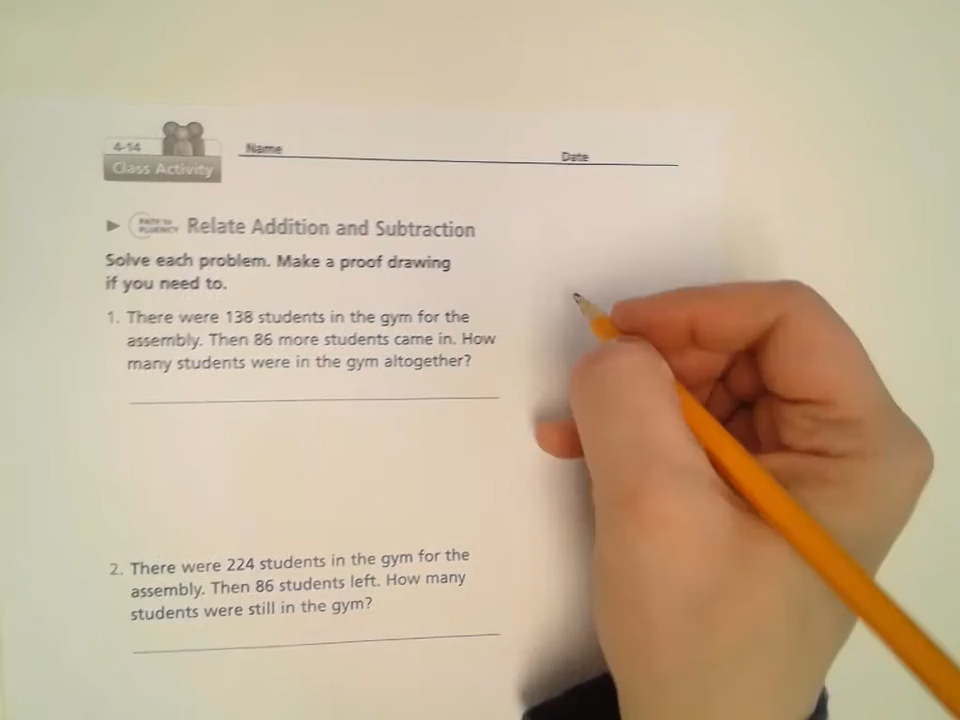 4-14
Class Activity
Name
Date
PATH to
FLUENCY
Relate Addition and Subtraction
Solve each problem. Make a proof drawing
if you need to.
1. There were 138 students in the gym for the
assembly. Then 86 more students came in. How
many students were in the gym altogether?
2. There were 224 students in the gym for the
assembly. Then 86 students left. How many
students were still in the gym?